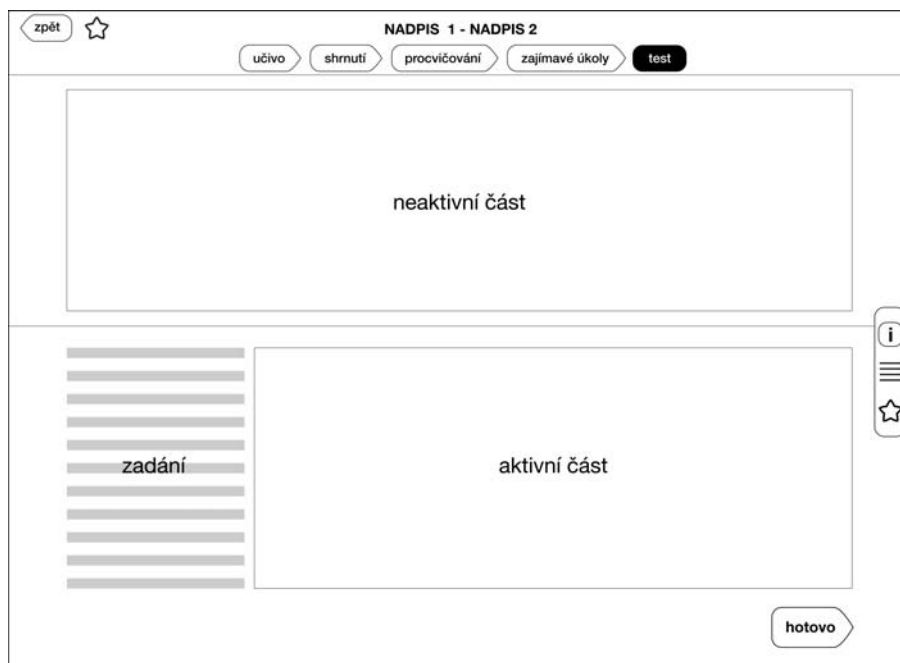 zpět
NADPIS 1 - NADPIS 2
učivo
shrnutí
procvičování
zajímavé úkoly
test
neaktivní část
i
zadání
aktivní část
hotovo